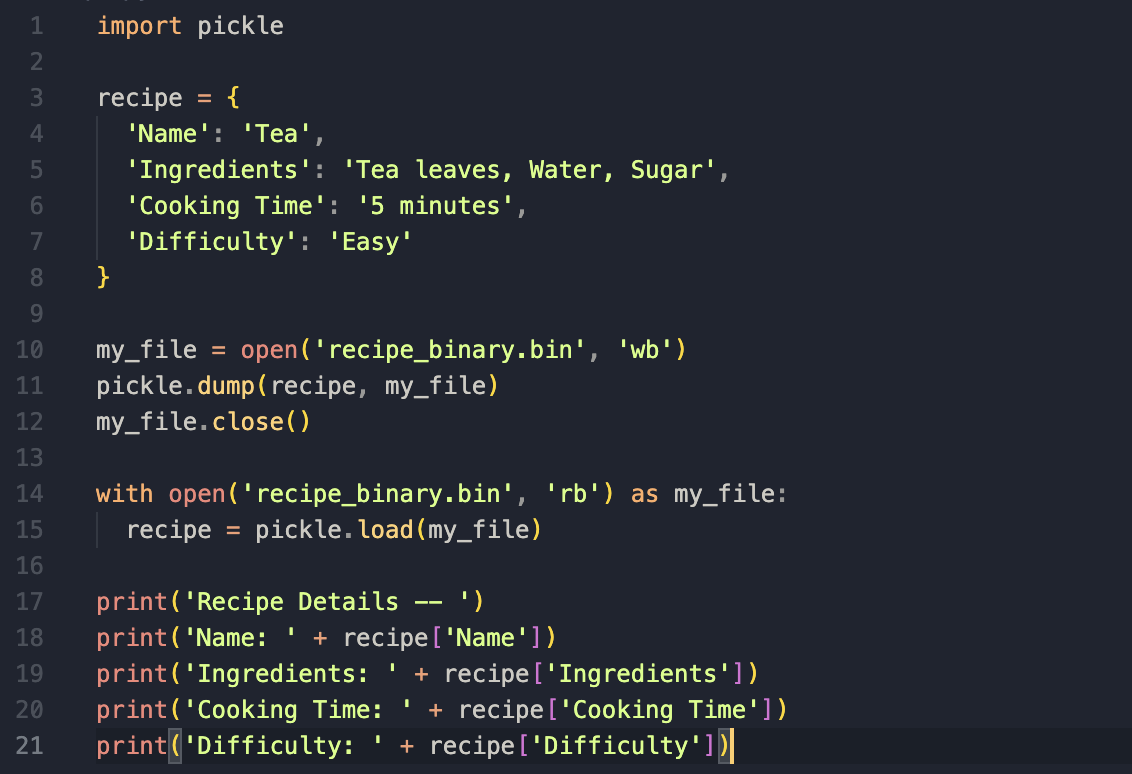 1 import pickle
2
3 recipe = {
4   'Name': 'Tea',
5   'Ingredients': 'Tea leaves, Water, Sugar',
6   'Cooking Time': '5 minutes',
7   'Difficulty': 'Easy'
8 }
9
10 my_file = open('recipe_binary.bin', 'wb')
11 pickle.dump(recipe, my_file)
12 my_file.close()
13
14 with open('recipe_binary.bin', 'rb') as my_file:
15   recipe = pickle.load(my_file)
16
17 print('Recipe Details -- ')
18 print('Name: ' + recipe['Name'])
19 print('Ingredients: ' + recipe['Ingredients'])
20 print('Cooking Time: ' + recipe['Cooking Time'])
21 print('Difficulty: ' + recipe['Difficulty'])